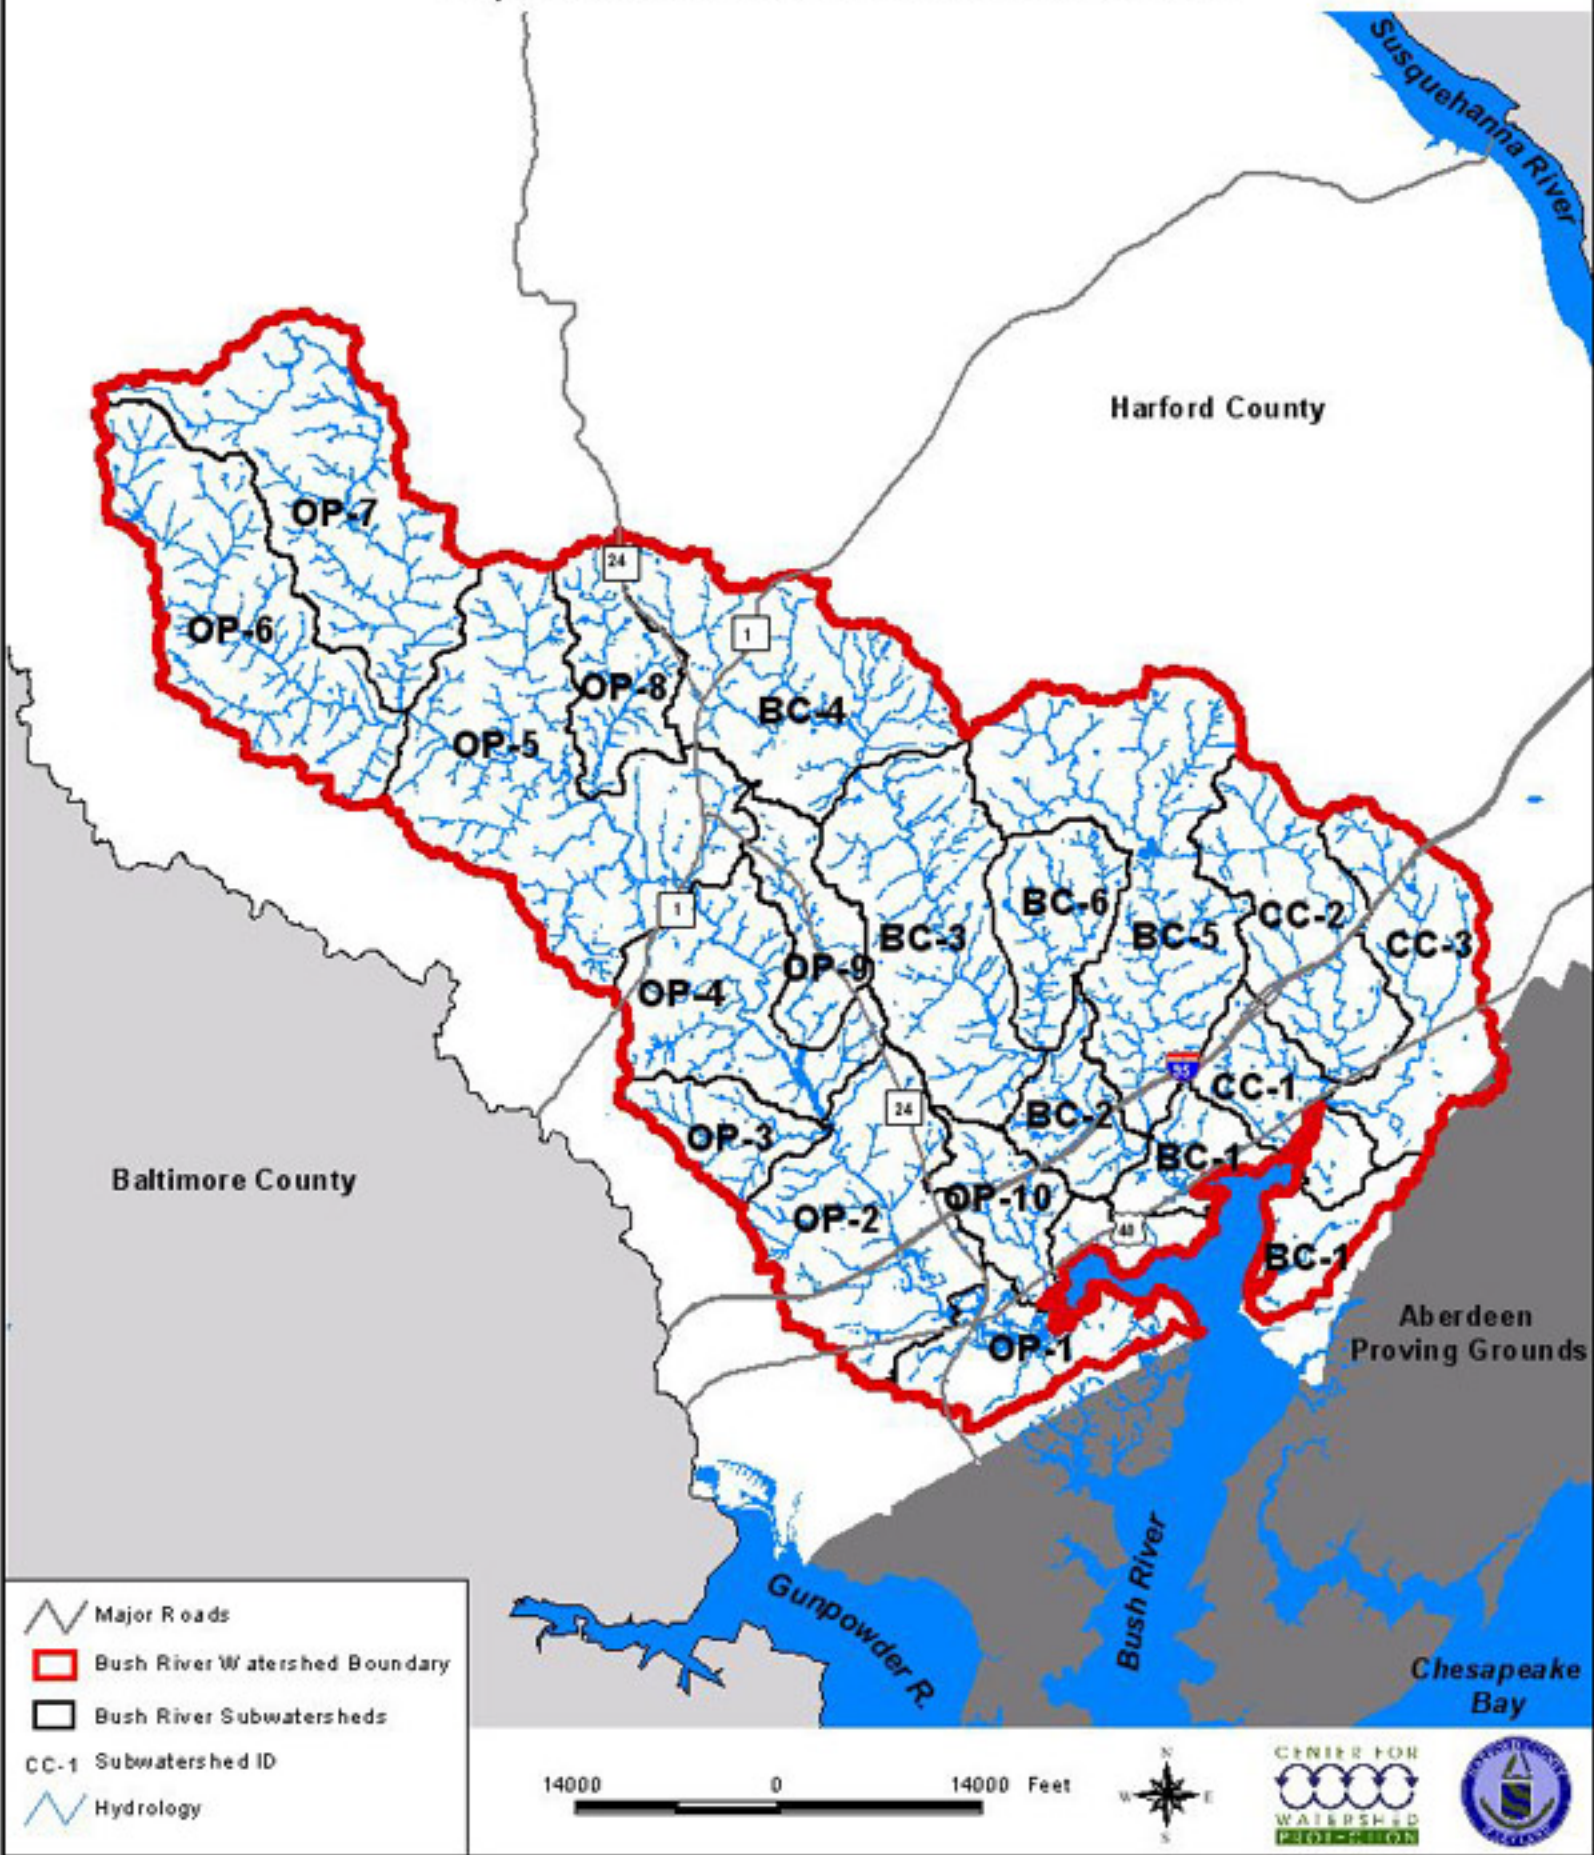 Susquehanna River
Harford County
OP-7
24
OP-6
1
OP-8
BC-4
OP-5
BC-6
1
CC-2
BC-3
BC-5
CC-3
OP-9
OP-4
95
CC-1
24
BC-2
OP-3
BC-1
Baltimore County
OP-10
OP-2
40
BC-1
Aberdeen
Proving Grounds
OP-1
Bush River
Gunpowder R.
Chesapeake
Bay
Major Roads
Bush River Watershed Boundary
Bush River Subwatersheds
CC-1 Subwatershed ID
Hydrology
14000 0 14000 Feet
N
W E
S
CENTER FOR
WATERSHED
PROTECTION